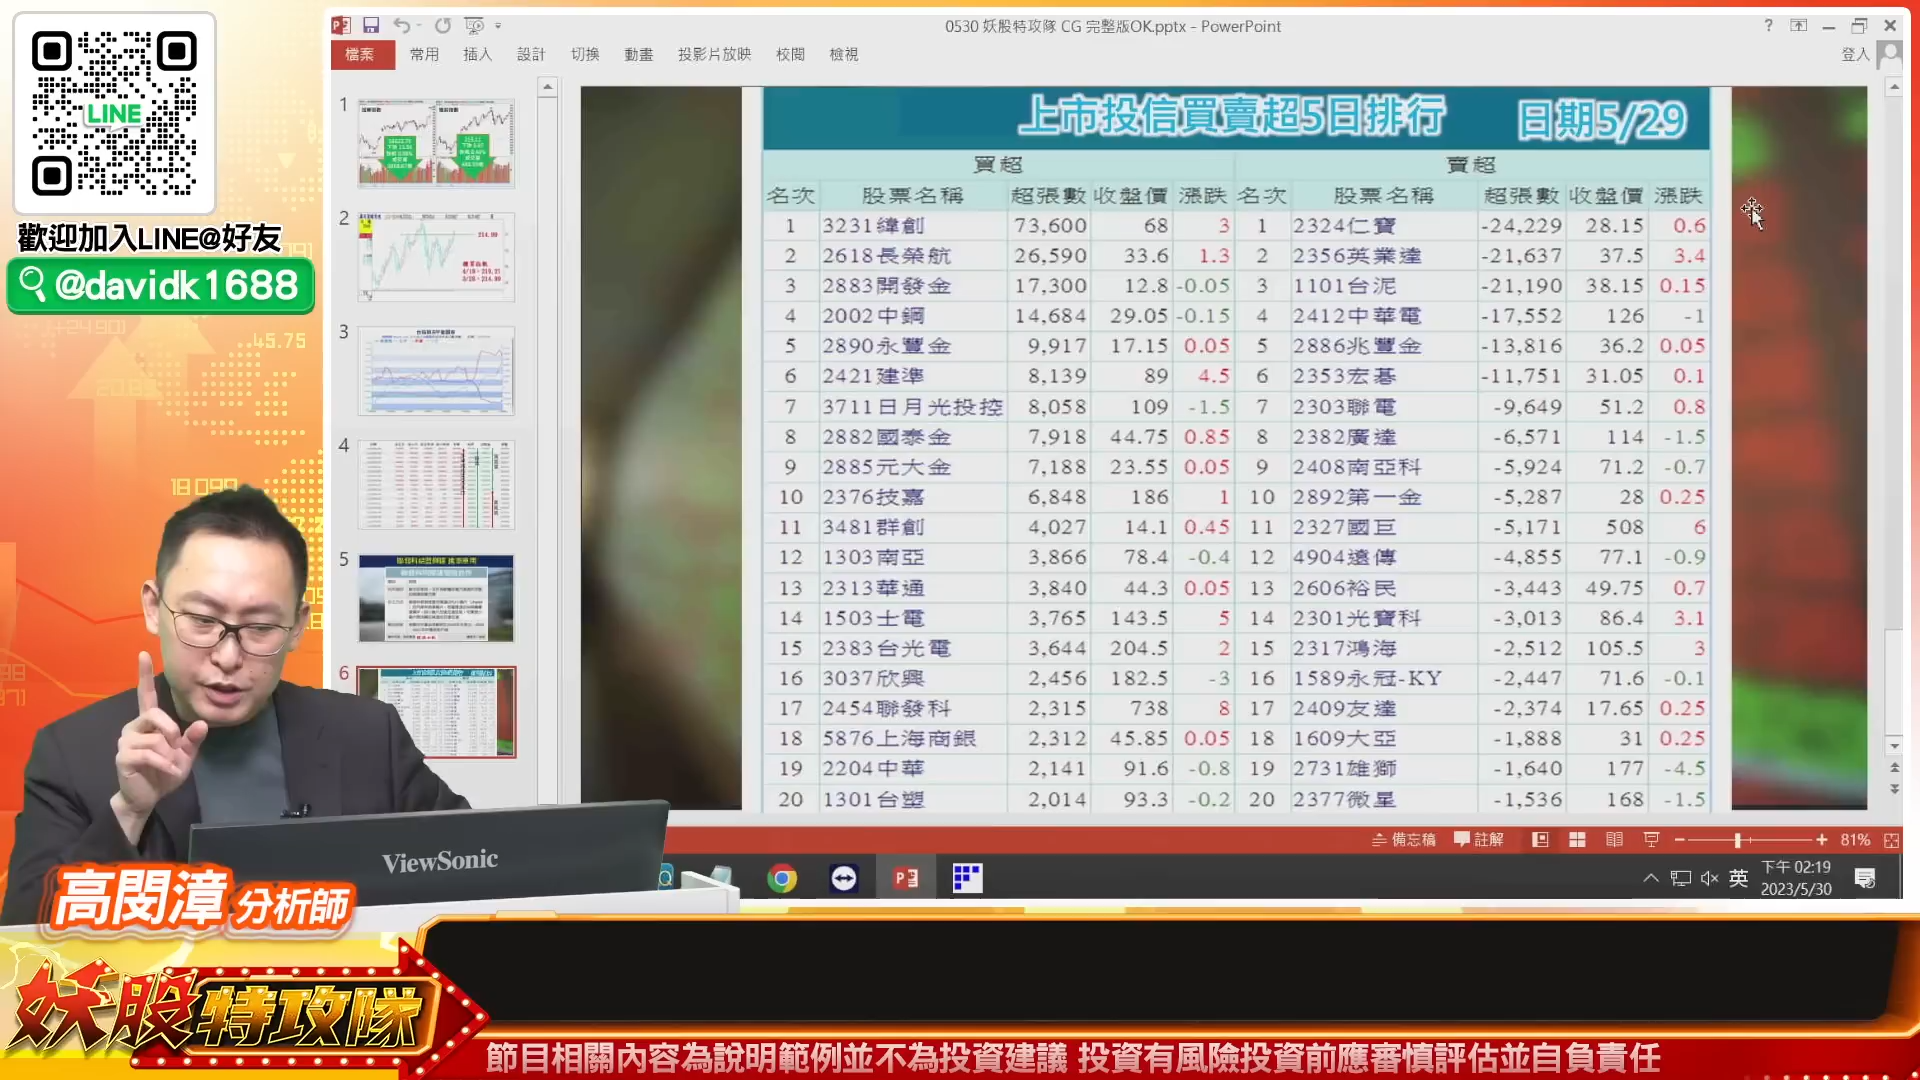 LINE
歡迎加入LINE@好友
@davidk1688
0530 妖股特攻隊 CG 完整版OK.pptx - PowerPoint
檔案 常用 插入 設計 切換 動畫 投影片放映 校閱 檢視
登入
1
2
3
4
5
6
上市投信買賣超5日排行 日期5/29
買超 賣超
名次 股票名稱 超張數 收盤價 漲跌 名次 股票名稱 超張數 收盤價 漲跌
1 3231緯創 73,600 68 3 1 2324仁寶 -24,229 28.15 0.6
2 2618長榮航 26,590 33.6 1.3 2 2356英業達 -21,637 37.5 3.4
3 2883開發金 17,300 12.8 -0.05 3 1101台泥 -21,190 38.15 0.15
4 2002中鋼 14,684 29.05 -0.15 4 2412中華電 -17,552 126 -1
5 2890永豐金 9,917 17.15 0.05 5 2886兆豐金 -13,816 36.2 0.05
6 2421建準 8,139 89 4.5 6 2353宏碁 -11,751 31.05 0.1
7 3711日月光投控 8,058 109 -1.5 7 2303聯電 -9,649 51.2 0.8
8 2882國泰金 7,918 44.75 0.85 8 2382廣達 -6,571 114 -1.5
9 2885元大金 7,188 23.55 0.05 9 2408南亞科 -5,924 71.2 -0.7
10 2376技嘉 6,848 186 1 10 2892第一金 -5,287 28 0.25
11 3481群創 4,027 14.1 0.45 11 2327國巨 -5,171 508 6
12 1303南亞 3,866 78.4 -0.4 12 4904遠傳 -4,855 77.1 -0.9
13 2313華通 3,840 44.3 0.05 13 2606裕民 -3,443 49.75 0.7
14 1503士電 3,765 143.5 5 14 2301光寶科 -3,013 86.4 3.1
15 2383台光電 3,644 204.5 2 15 2317鴻海 -2,512 105.5 3
16 3037欣興 2,456 182.5 -3 16 1589永冠-KY -2,447 71.6 -0.1
17 2454聯發科 2,315 738 8 17 2409友達 -2,374 17.65 0.25
18 5876上海商銀 2,312 45.85 0.05 18 1609大亞 -1,888 31 0.25
19 2204中華 2,141 91.6 -0.8 19 2731雄獅 -1,640 177 -4.5
20 1301台塑 2,014 93.3 -0.2 20 2377微星 -1,536 168 -1.5
備忘稿 註解 81%
英 下午 02:19
2023/5/30
ViewSonic
高閔漳 分析師
妖股特攻隊
節目相關內容為說明範例並不為投資建議 投資有風險投資前應審慎評估並自負責任